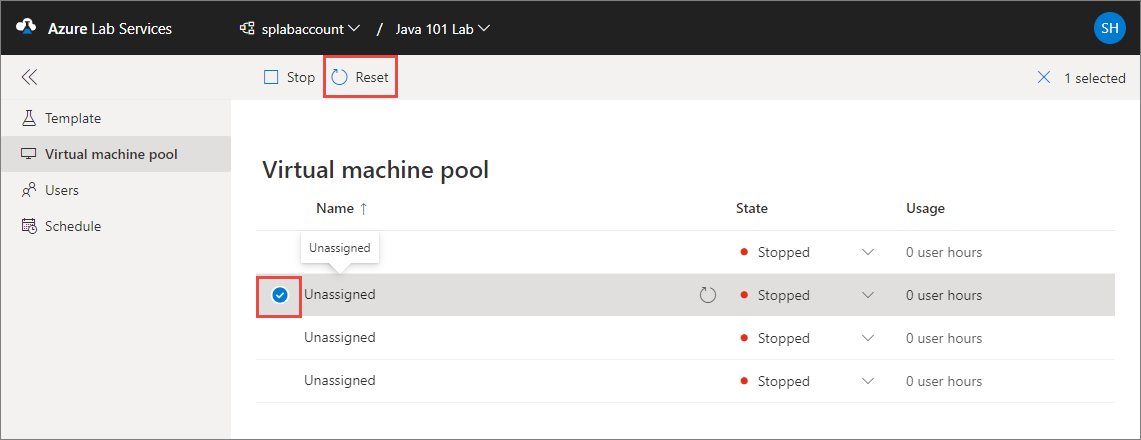 Azure Lab Services splabaccount / Java 101 Lab SH
Stop Reset 1 selected
Template
Virtual machine pool
Users
Schedule
Virtual machine pool
Name ↑ State Usage
Unassigned
Stopped 0 user hours
Unassigned Stopped 0 user hours
Unassigned Stopped 0 user hours
Unassigned Stopped 0 user hours